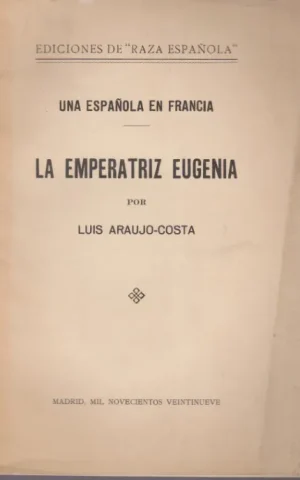 EDICIONES DE "RAZA ESPAÑOLA"
UNA ESPAÑOLA EN FRANCIA
LA EMPERATRIZ EUGENIA
POR
LUIS ARAUJO-COSTA
MADRID, MIL NOVECIENTOS VEINTINUEVE